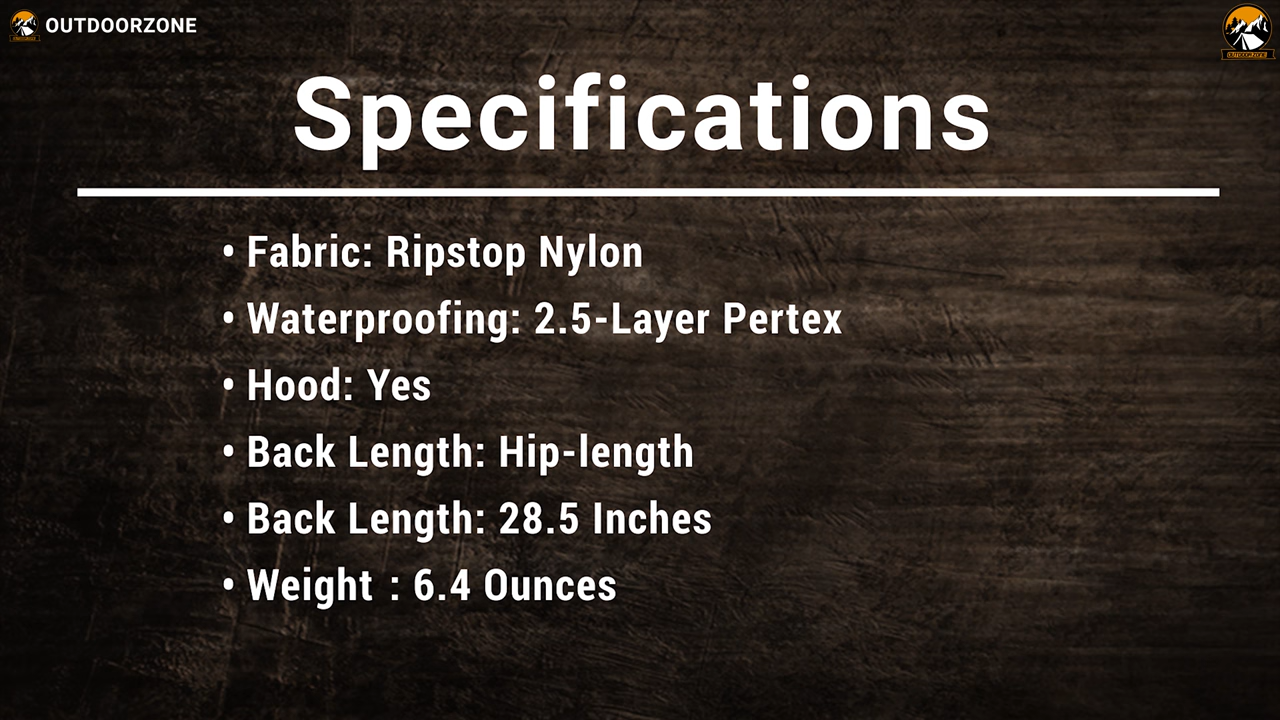 OUTDOORZONE
Specifications
• Fabric: Ripstop Nylon
• Waterproofing: 2.5-Layer Pertex
• Hood: Yes
• Back Length: Hip-length
• Back Length: 28.5 Inches
• Weight : 6.4 Ounces